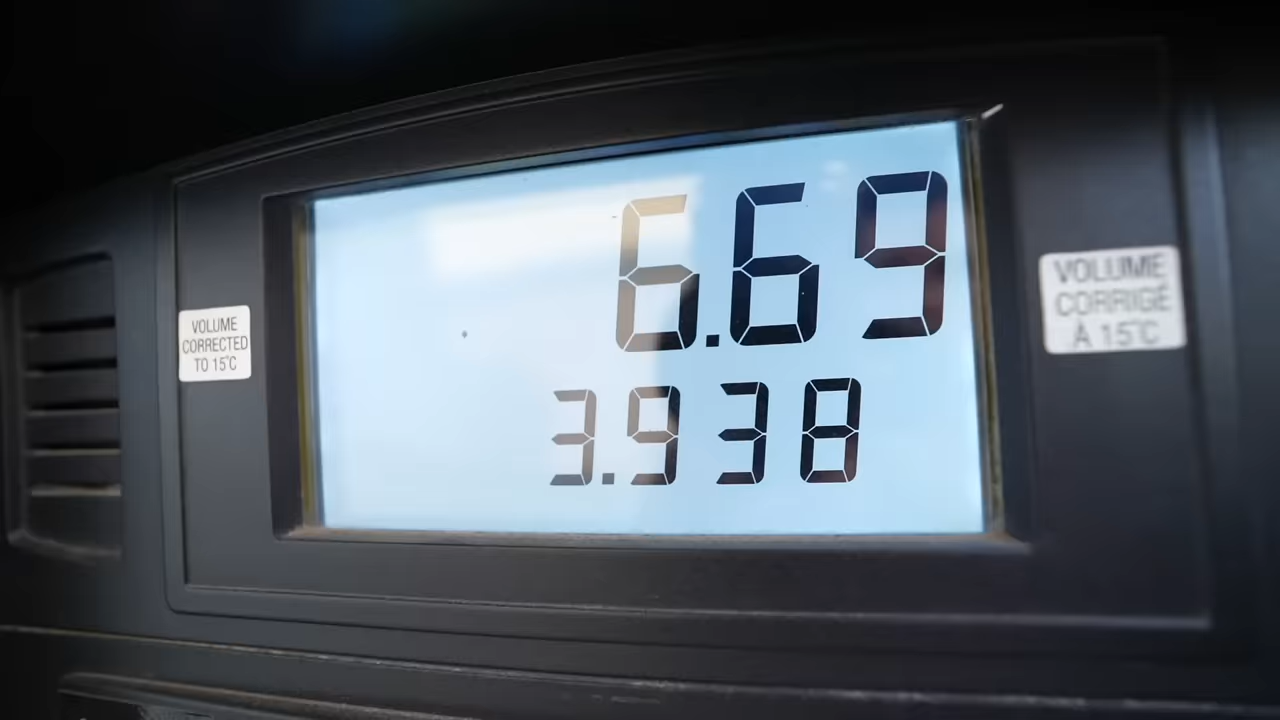 6.69
3.938
VOLUME
CORRECTED
TO 15°C
VOLUME
CORRIGÉ
À 15°C